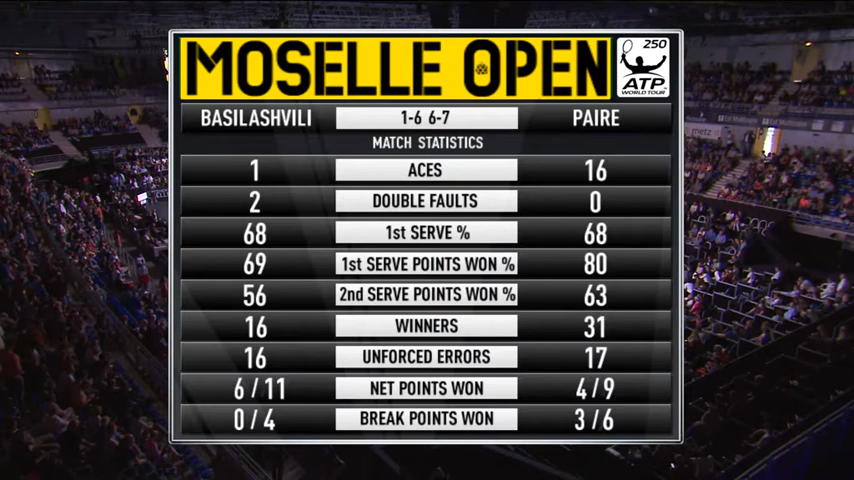 MOSELLE OPEN
250
ATP
WORLD TOUR
BASILASHVILI 1-6 6-7 PAIRE
MATCH STATISTICS
1 ACES 16
2 DOUBLE FAULTS 0
68 1st SERVE % 68
69 1st SERVE POINTS WON % 80
56 2nd SERVE POINTS WON % 63
16 WINNERS 31
16 UNFORCED ERRORS 17
6 / 11 NET POINTS WON 4 / 9
0 / 4 BREAK POINTS WON 3 / 6
metz